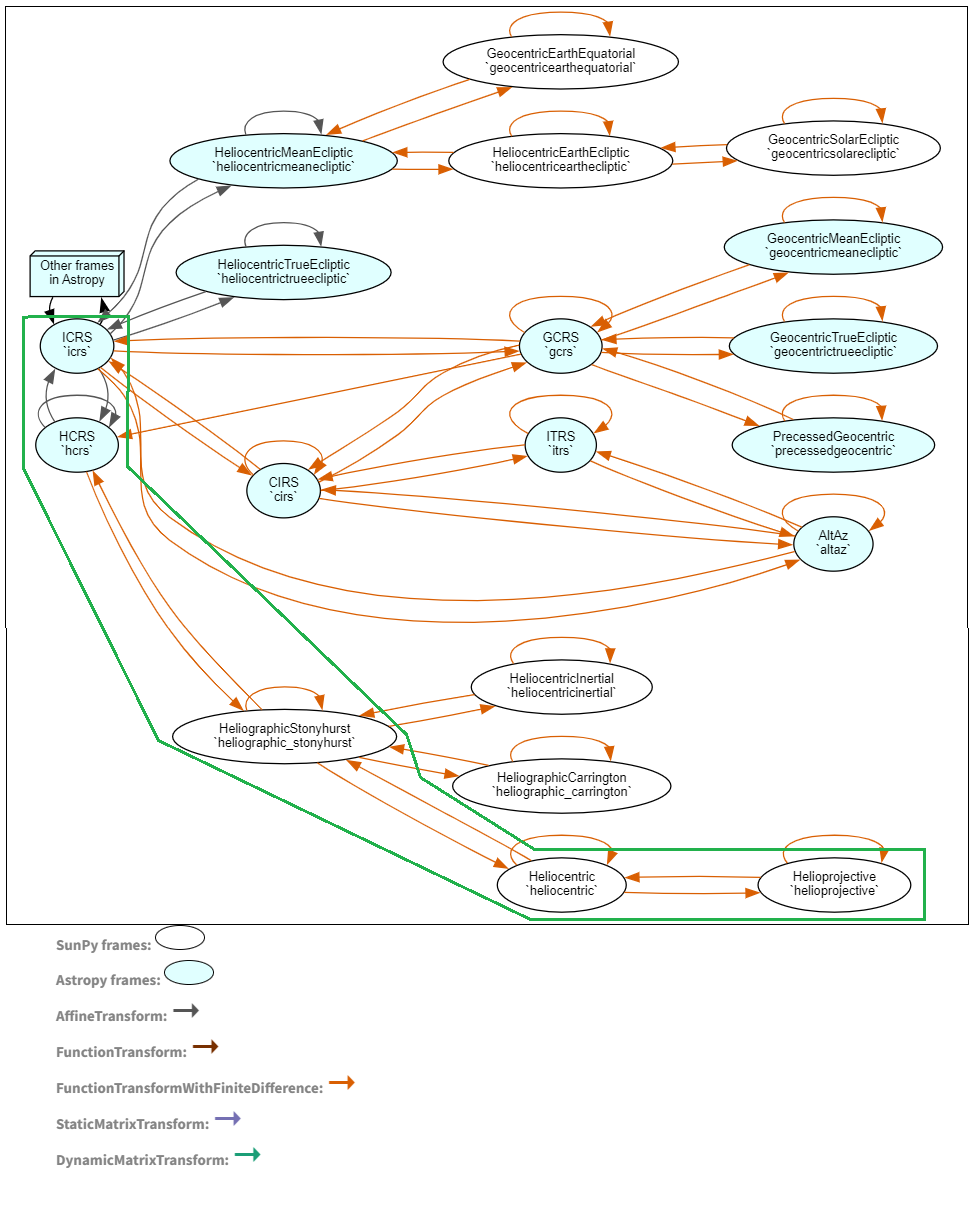 GeocentricEarthEquatorial
`geocentricearthequatorial`
HeliocentricMeanEcliptic
`heliocentricmeanecliptic`
HeliocentricEarthEcliptic
`heliocentricearthecliptic`
GeocentricSolarEcliptic
`geocentricsolarecliptic`
GeocentricMeanEcliptic
`geocentricmeanecliptic`
Other frames
in Astropy
HeliocentricTrueEcliptic
`heliocentrictrueecliptic`
ICRS
`icrs`
GCRS
`gcrs`
GeocentricTrueEcliptic
`geocentrictrueecliptic`
HCRS
`hcrs`
ITRS
`itrs`
PrecessedGeocentric
`precessedgeocentric`
CIRS
`cirs`
AltAz
`altaz`
HeliocentricInertial
`heliocentricinertial`
HeliographicStonyhurst
`heliographic_stonyhurst`
HeliographicCarrington
`heliographic_carrington`
Heliocentric
`heliocentric`
Helioprojective
`helioprojective`
SunPy frames:
Astropy frames:
AffineTransform:
FunctionTransform:
FunctionTransformWithFiniteDifference:
StaticMatrixTransform:
DynamicMatrixTransform: